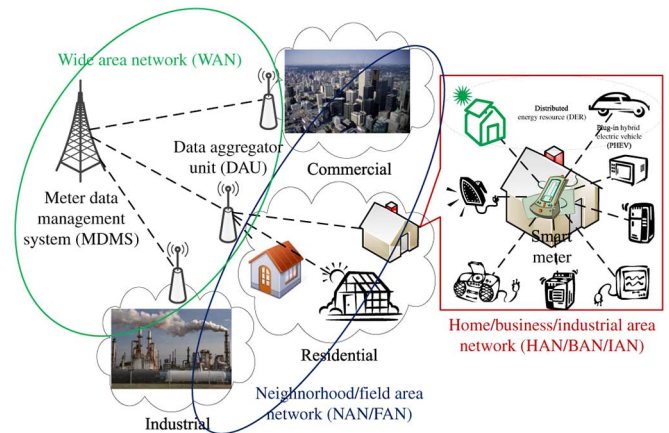 Wide area network (WAN)
Data aggregator
unit (DAU)
Meter data
management
system (MDMS)
Commercial
Residential
Industrial
Neighnorhood/field area
network (NAN/FAN)
Distributed
energy resource (DER)
Plug-in hybrid
electric vehicle
(PHEV)
Smart
meter
Home/business/industrial area
network (HAN/BAN/IAN)